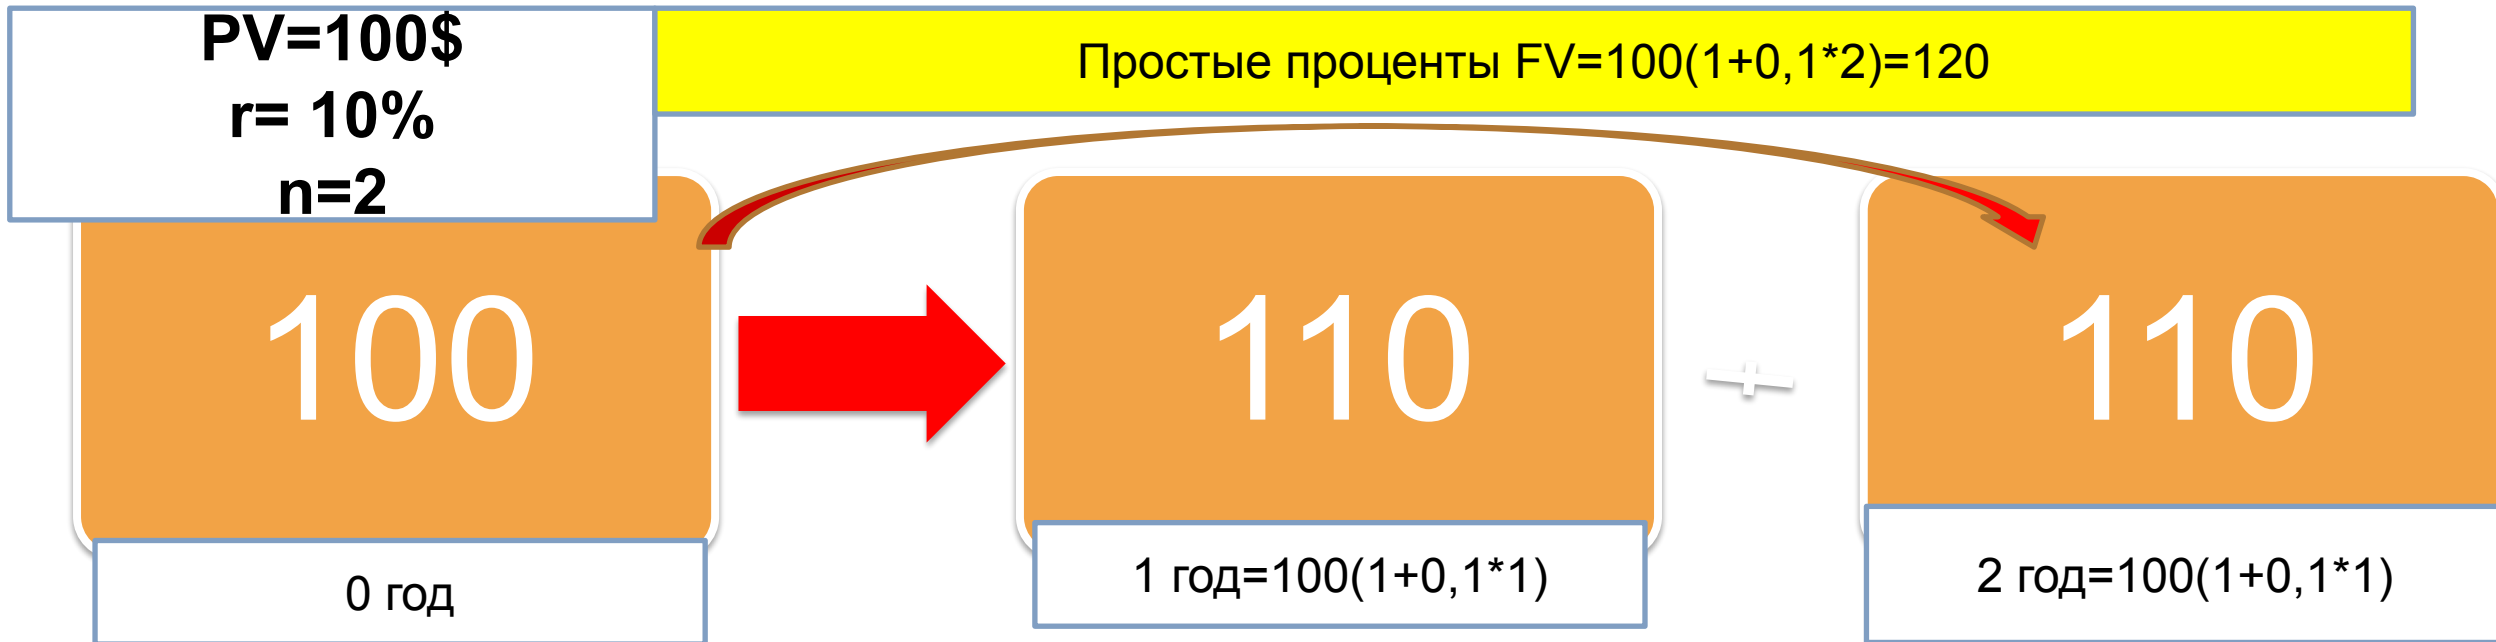 PV=100$
r= 10%
n=2
Простые проценты FV=100(1+0,1*2)=120
100
110
+
110
0 год
1 год=100(1+0,1*1)
2 год=100(1+0,1*1)